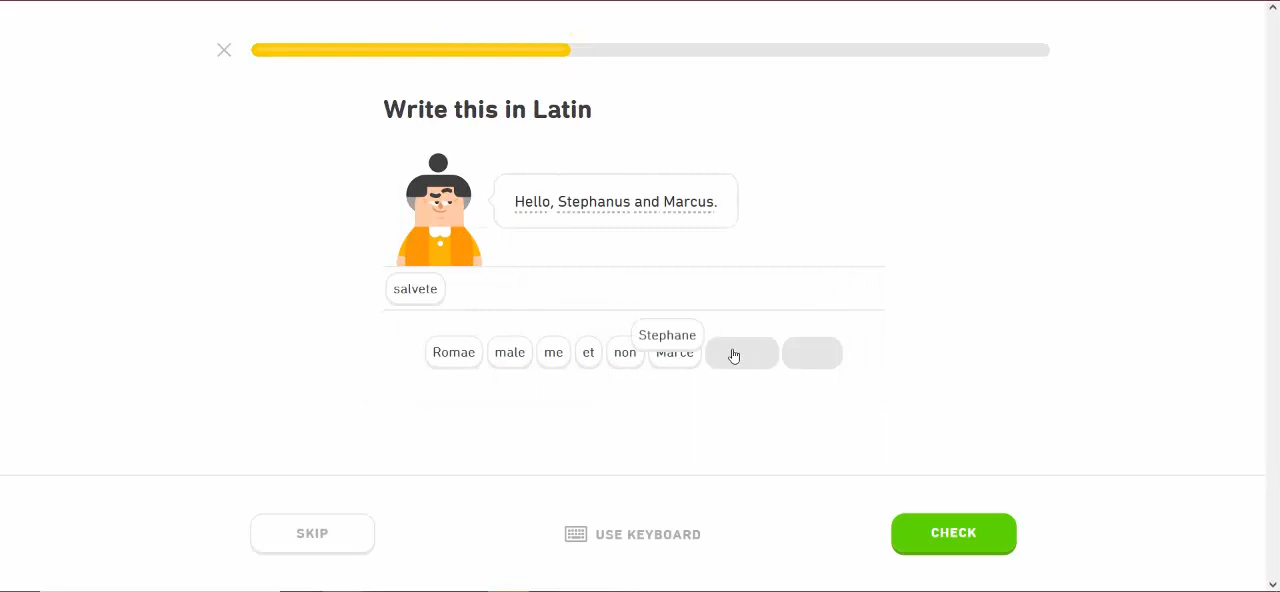 Write this in Latin
Hello, Stephanus and Marcus.
salvete
Stephane
Romae male me et non Marce
SKIP
USE KEYBOARD
CHECK